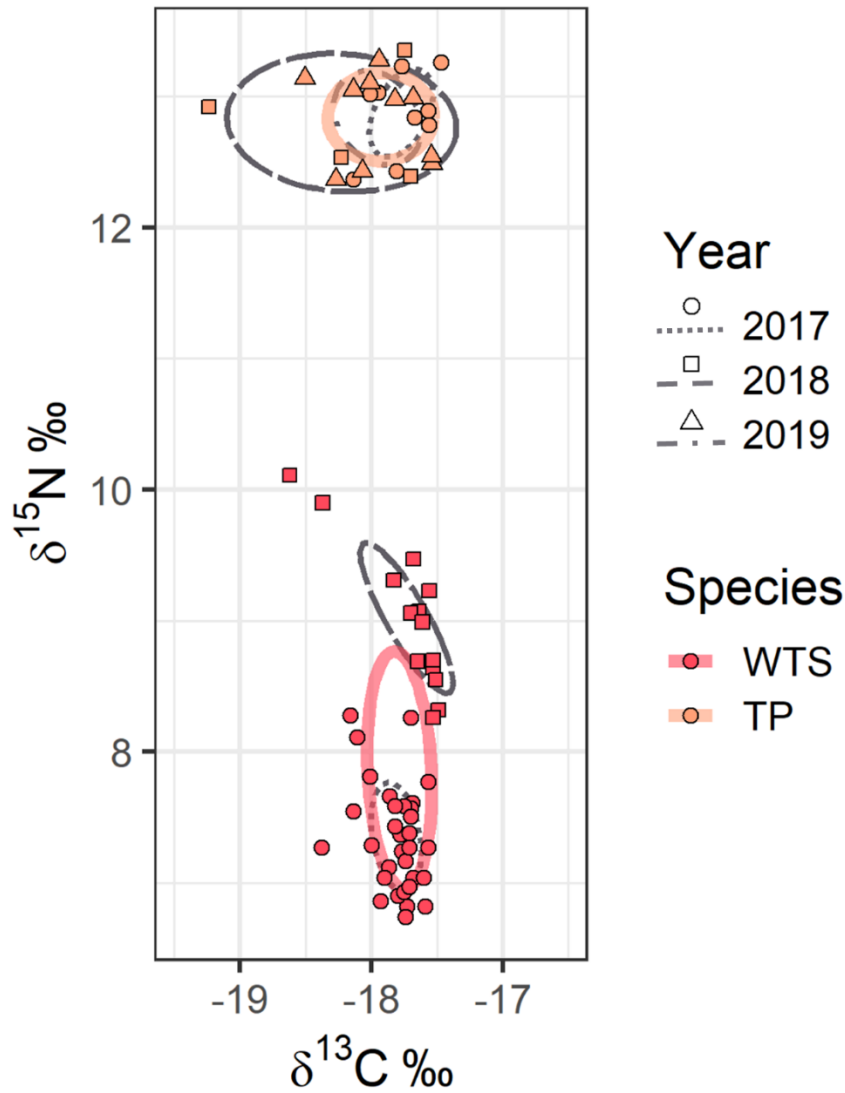 12
10
8
δ15N ‰
-19
-18
-17
δ13C ‰
Year
2017
2018
2019
Species
WTS
TP